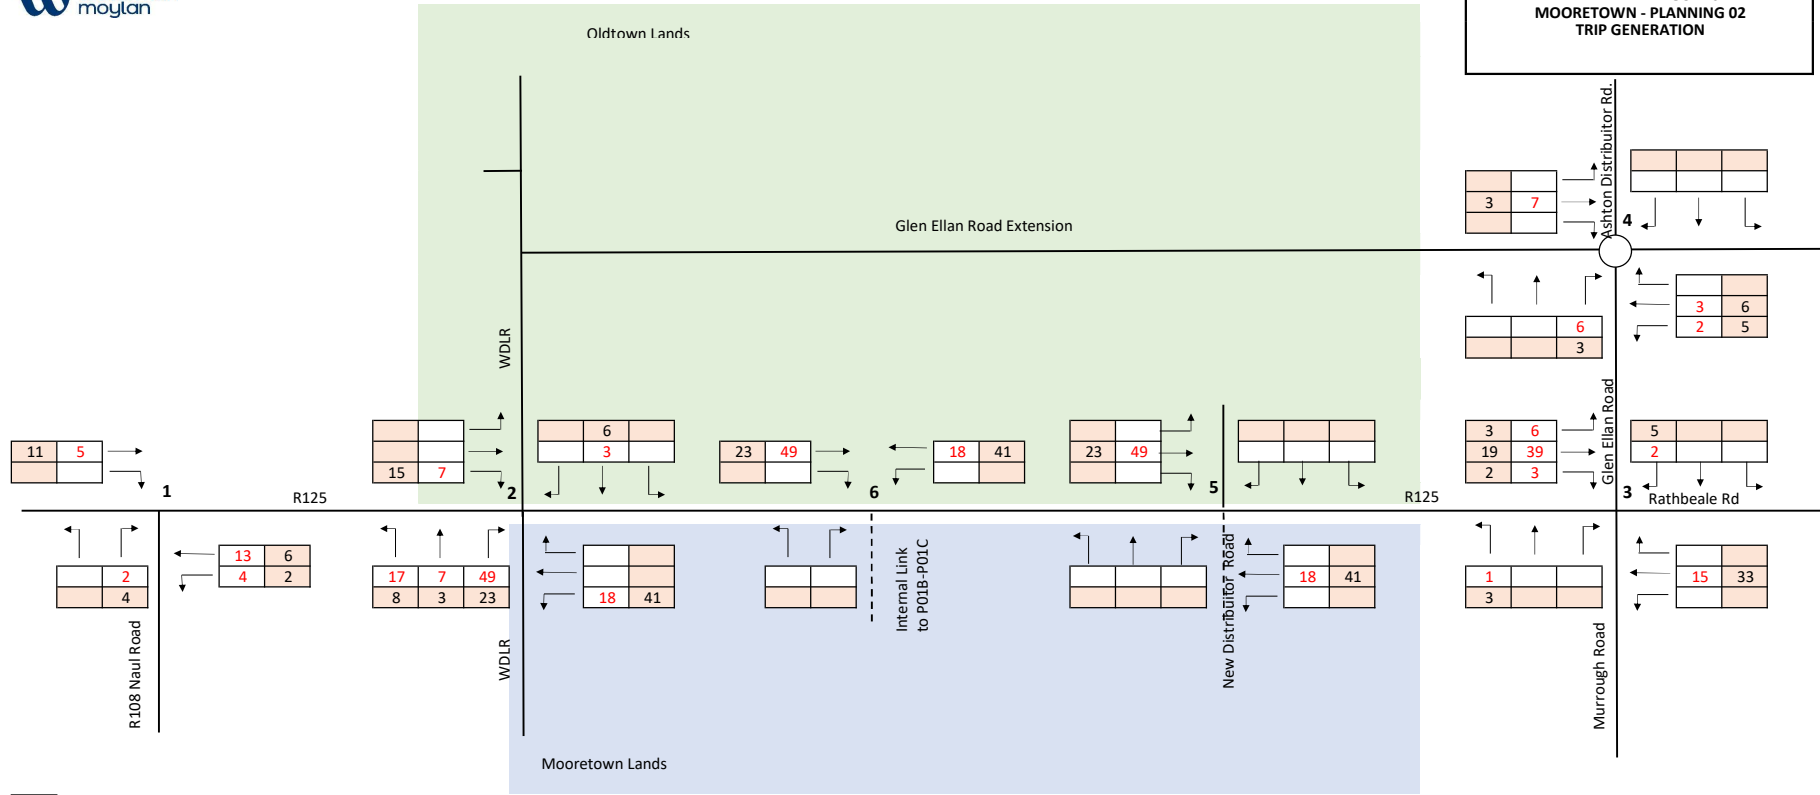 moylan
MOORETOWN - PLANNING 02
TRIP GENERATION
Oldtown Lands
Ashton Distribuitor Rd.
3 7
4
Glen Ellan Road Extension
6
3
3 6
2 5
WDLR
Glen Ellan Road
11 5
15 7
6
3
23 49
18 41
23 49
3 6
19 39
2 3
5
2
1
R125
2
6
5
R125
3
Rathbeale Rd
2
4
13 6
4 2
17 7 49
8 3 23
18 41
Internal Link
to P01B-P01C
New Distribuitor Road
18 41
1
3
15 33
R108 Naul Road
WDLR
Murrough Road
Mooretown Lands